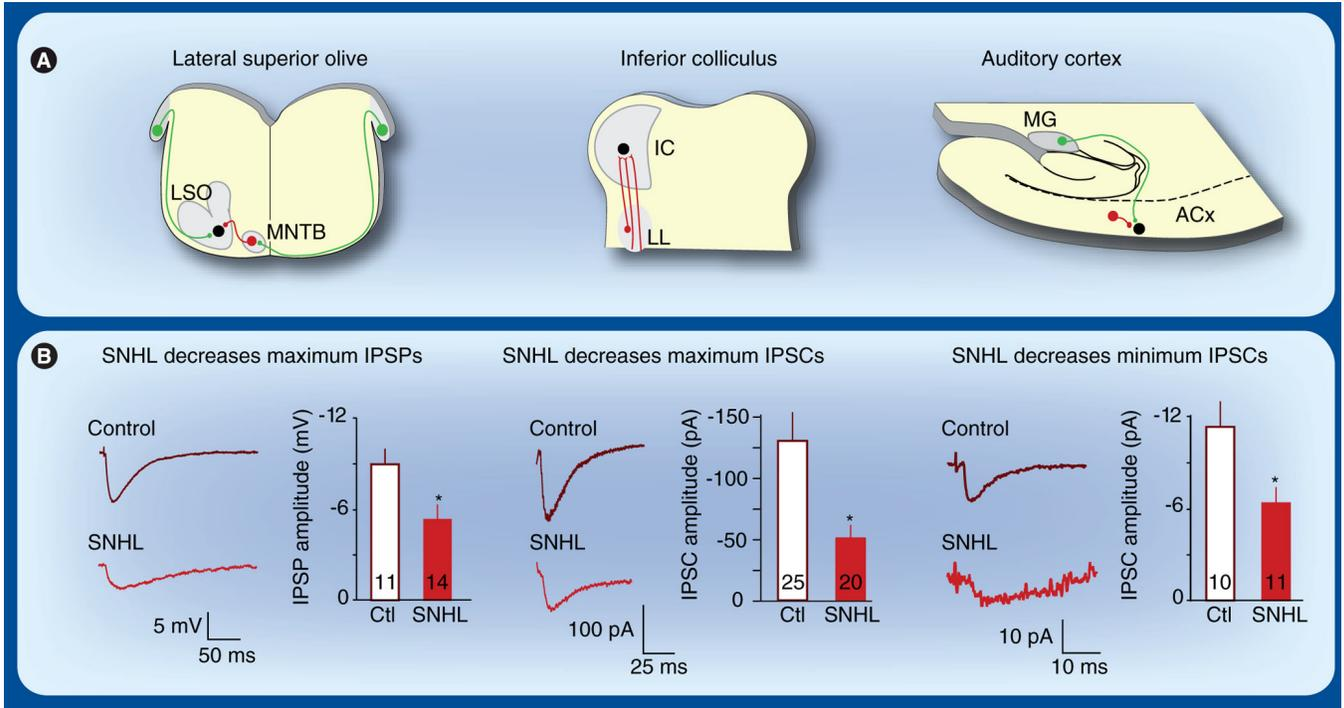 A
Lateral superior olive
Inferior colliculus
Auditory cortex
LSO
MNTB
IC
LL
MG
ACx
B
SNHL decreases maximum IPSPs
SNHL decreases maximum IPSCs
SNHL decreases minimum IPSCs
Control
SNHL
5 mV
50 ms
IPSP amplitude (mV)
-12
-6
0
*
11
14
Ctl
SNHL
Control
SNHL
100 pA
25 ms
IPSC amplitude (pA)
-150
-100
-50
0
*
25
20
Ctl
SNHL
Control
SNHL
10 pA
10 ms
IPSC amplitude (pA)
-12
-6
0
*
10
11
Ctl
SNHL